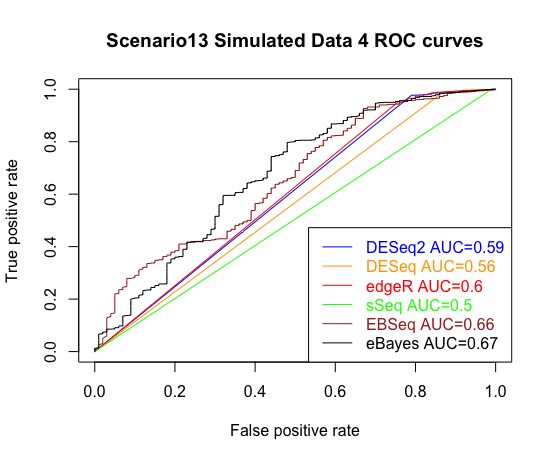 Scenario13 Simulated Data 4 ROC curves
True positive rate
1.0
0.8
0.6
0.4
0.2
0.0
DESeq2 AUC=0.59
DESeq AUC=0.56
edgeR AUC=0.6
sSeq AUC=0.5
EBSeq AUC=0.66
eBayes AUC=0.67
0.0 0.2 0.4 0.6 0.8 1.0
False positive rate